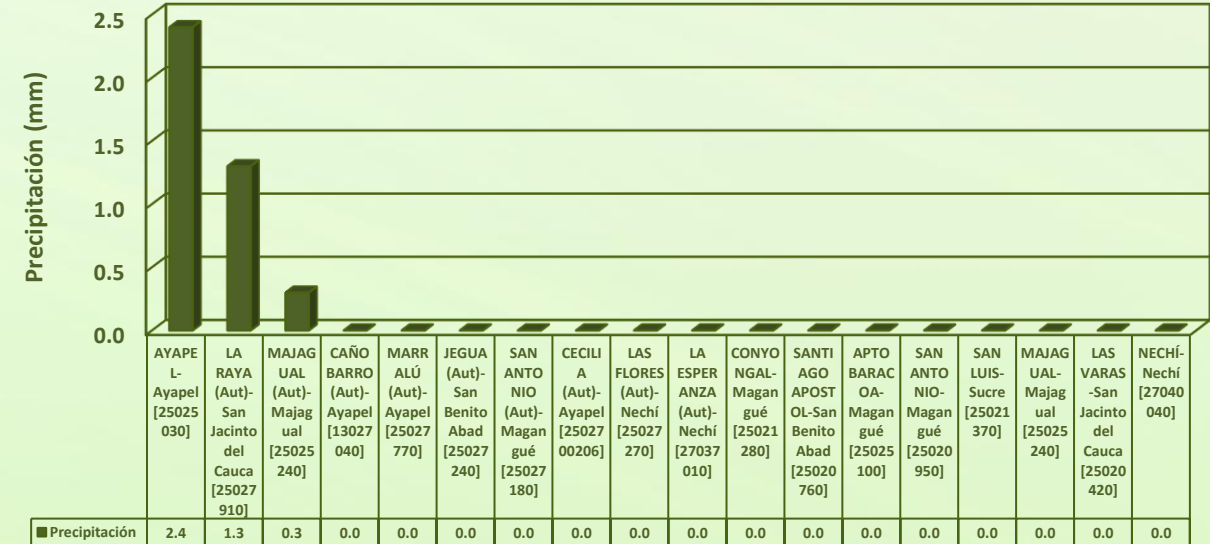 Precipitación (mm)
2.5
2.0
1.5
1.0
0.5
0.0
AYAPE
L-
Ayapel
[25025
030]
LA
RAYA
(Aut)-
San
Jacinto
del
Cauca
[25027
910]
MAJAG
UAL
(Aut)-
Majag
ual
[25025
240]
CAÑO
BARRO
(Aut)-
Ayapel
[13027
040]
MARR
ALÚ
(Aut)-
Ayapel
[25027
770]
JEGUA
(Aut)-
San
Benito
Abad
[25027
240]
SAN
ANTO
NIO
(Aut)-
Magan
gué
[25027
180]
CECILI
A
(Aut)-
Ayapel
[25027
00206]
LAS
FLORES
(Aut)-
Nechí
[25027
270]
LA
ESPER
ANZA
(Aut)-
Nechí
[27037
010]
CONYO
NGAL-
Magan
gué
[25021
280]
SANTI
AGO
APOST
OL-San
Benito
Abad
[25020
760]
APTO
BARAC
OA-
Magan
gué
[25025
100]
SAN
ANTO
NIO-
Magan
gué
[25020
950]
SAN
LUIS-
Sucre
[25021
370]
MAJAG
UAL-
Majag
ual
[25025
240]
LAS
VARAS
-San
Jacinto
del
Cauca
[25020
420]
NECHÍ-
Nechí
[27040
040]
Precipitación 2.4 1.3 0.3 0.0 0.0 0.0 0.0 0.0 0.0 0.0 0.0 0.0 0.0 0.0 0.0 0.0 0.0 0.0